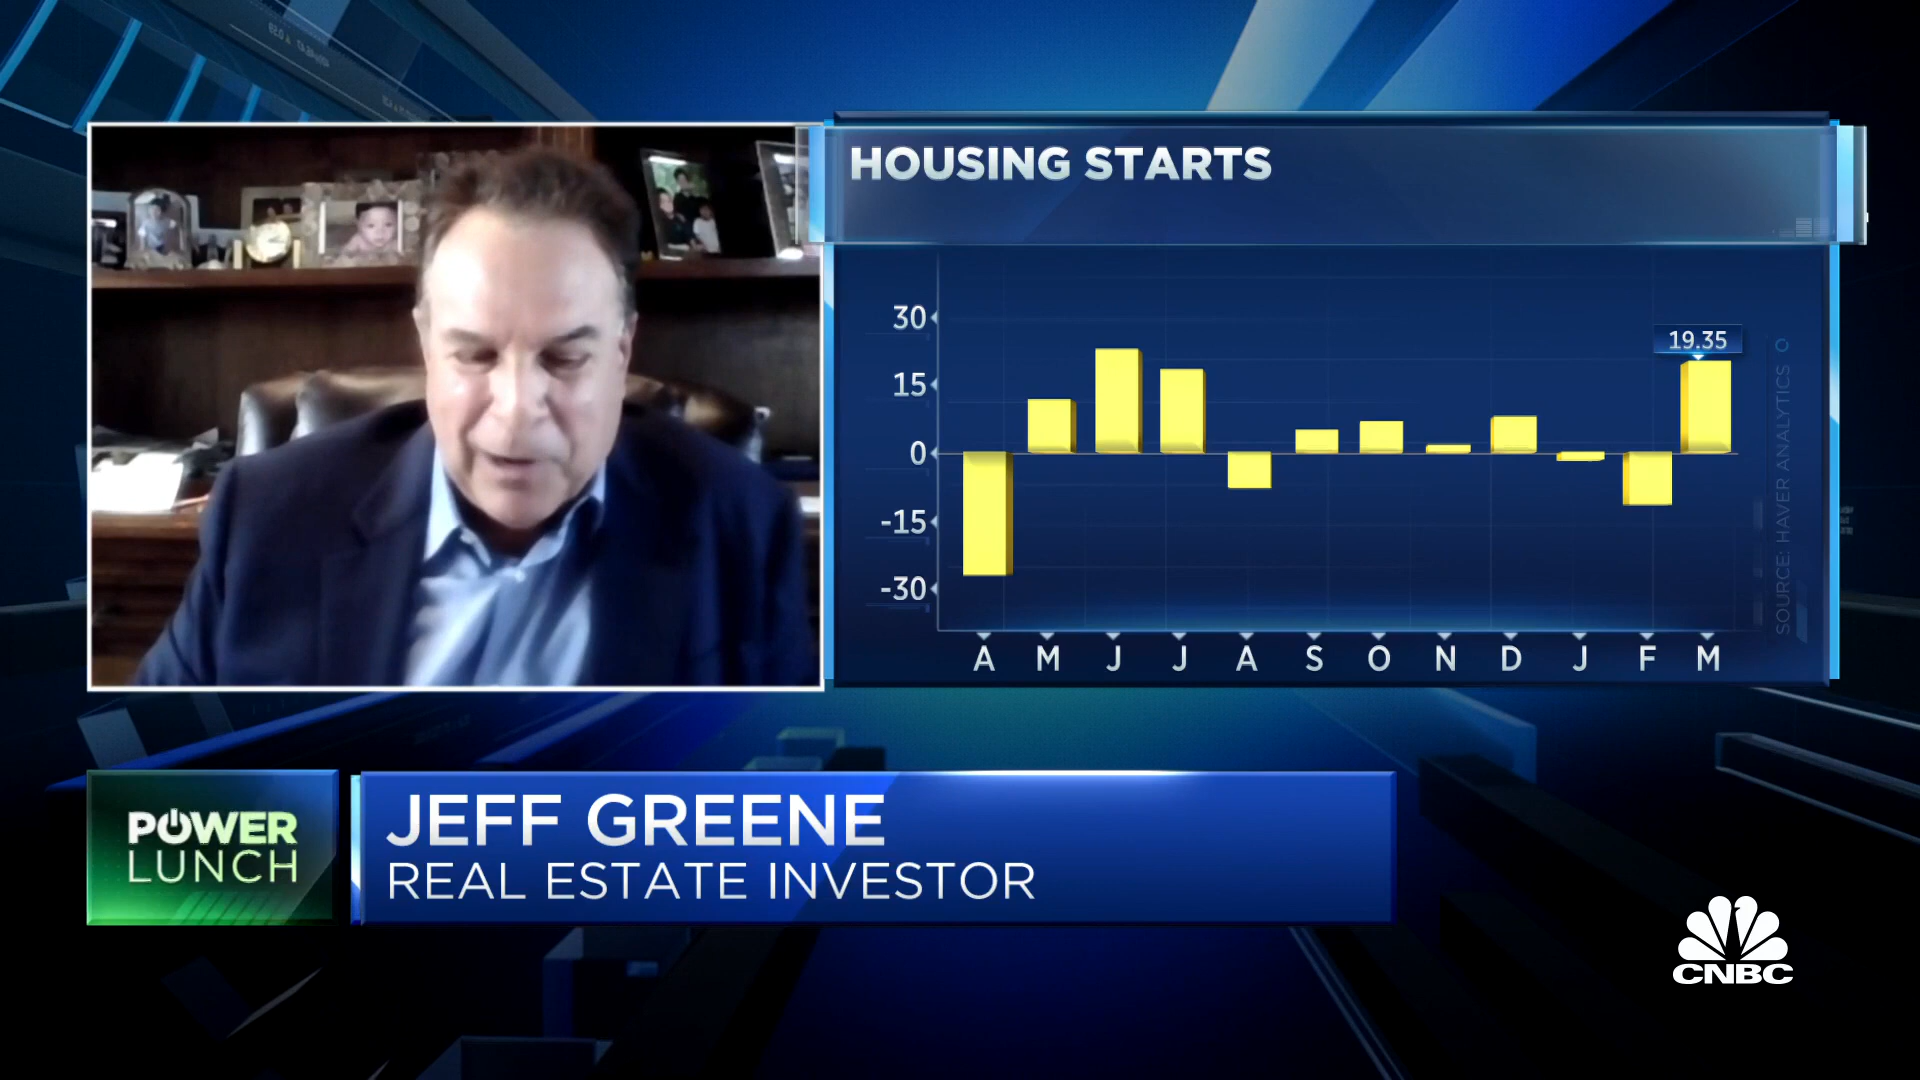 HOUSING STARTS
30
15
0
-15
-30
19.35
A M J J A S O N D J F M
SOURCE: HAVER ANALYTICS
POWER
LUNCH
JEFF GREENE
REAL ESTATE INVESTOR
CNBC